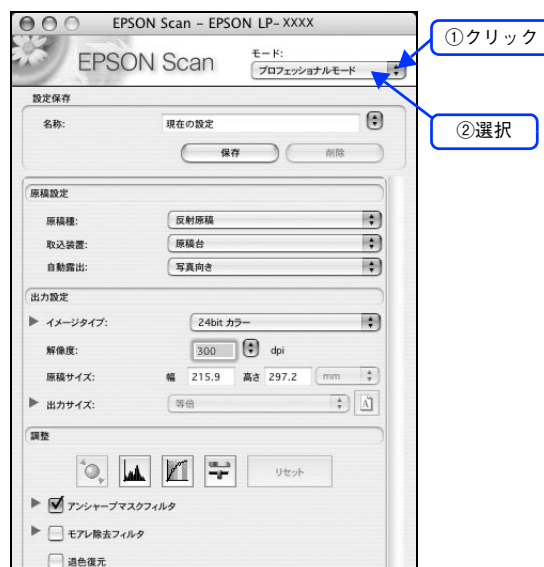 EPSON Scan – EPSON LP-XXXX
EPSON Scan
モード:
プロフェッショナルモード
①クリック
②選択
設定保存
名称:
現在の設定
保存
削除
原稿設定
原稿種:
反射原稿
取込装置:
原稿台
自動露出:
写真向き
出力設定
イメージタイプ:
24bit カラー
解像度:
300
dpi
原稿サイズ:
幅 215.9 高さ 297.2 mm
出力サイズ:
等倍
A
調整
リセット
アンシャープマスクフィルタ
モアレ除去フィルタ
退色復元